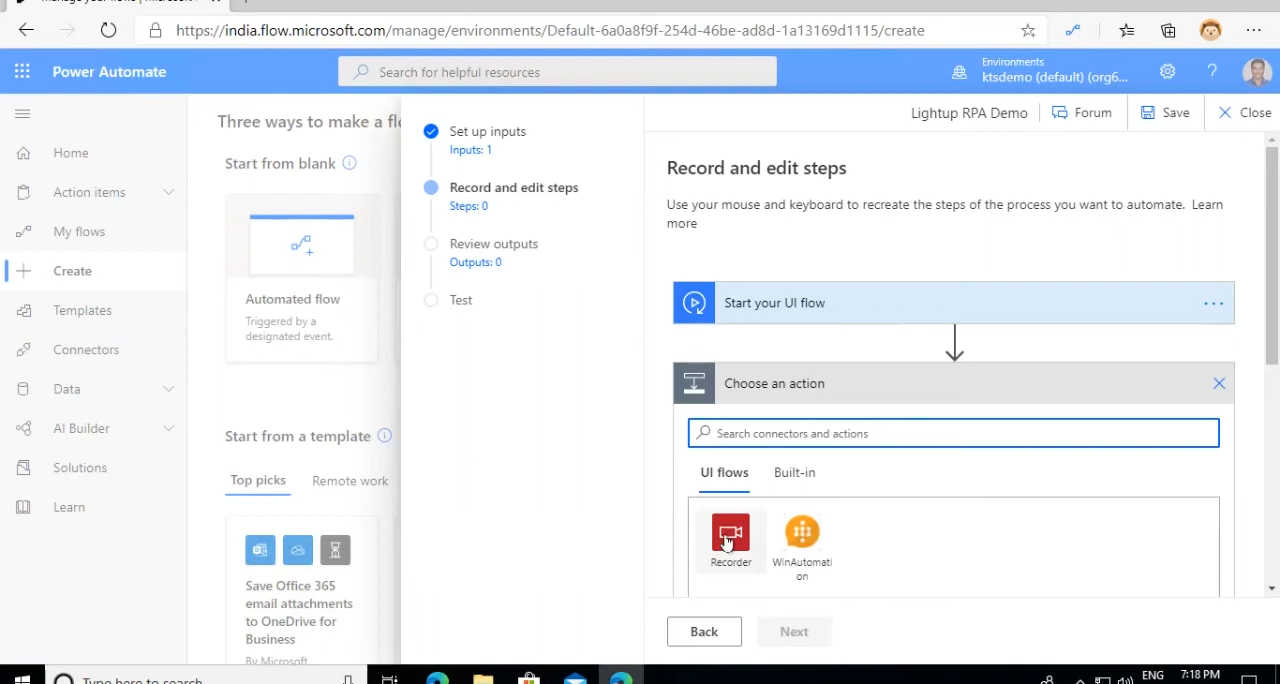 https://india.flow.microsoft.com/manage/environments/Default-6a0a8f9f-254d-46be-ad8d-1a13169d1115/create
Power Automate
Search for helpful resources
Environments
ktsdemo (default) (org6...
Home
Action items
My flows
Create
Templates
Connectors
Data
AI Builder
Solutions
Learn
Three ways to make a fl
Start from blank
Automated flow
Triggered by a
designated event.
Start from a template
Top picks
Remote work
Save Office 365
email attachments
to OneDrive for
Business
By Microsoft
Set up inputs
Inputs: 1
Record and edit steps
Steps: 0
Review outputs
Outputs: 0
Test
Lightup RPA Demo
Forum
Save
Close
Record and edit steps
Use your mouse and keyboard to recreate the steps of the process you want to automate. Learn
more
Start your UI flow
Choose an action
Search connectors and actions
UI flows
Built-in
Recorder
WinAutomati
on
Back
Next
Type here to search
ENG
7:18 PM